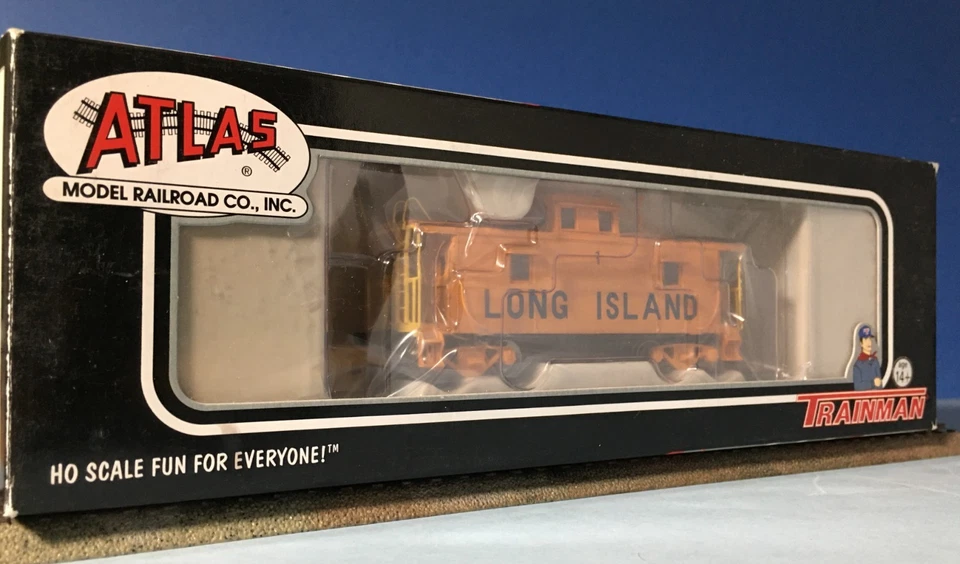 ATLAS
®
MODEL RAILROAD CO., INC.
LONG ISLAND
14+
TRAINMAN
HO SCALE FUN FOR EVERYONE!™